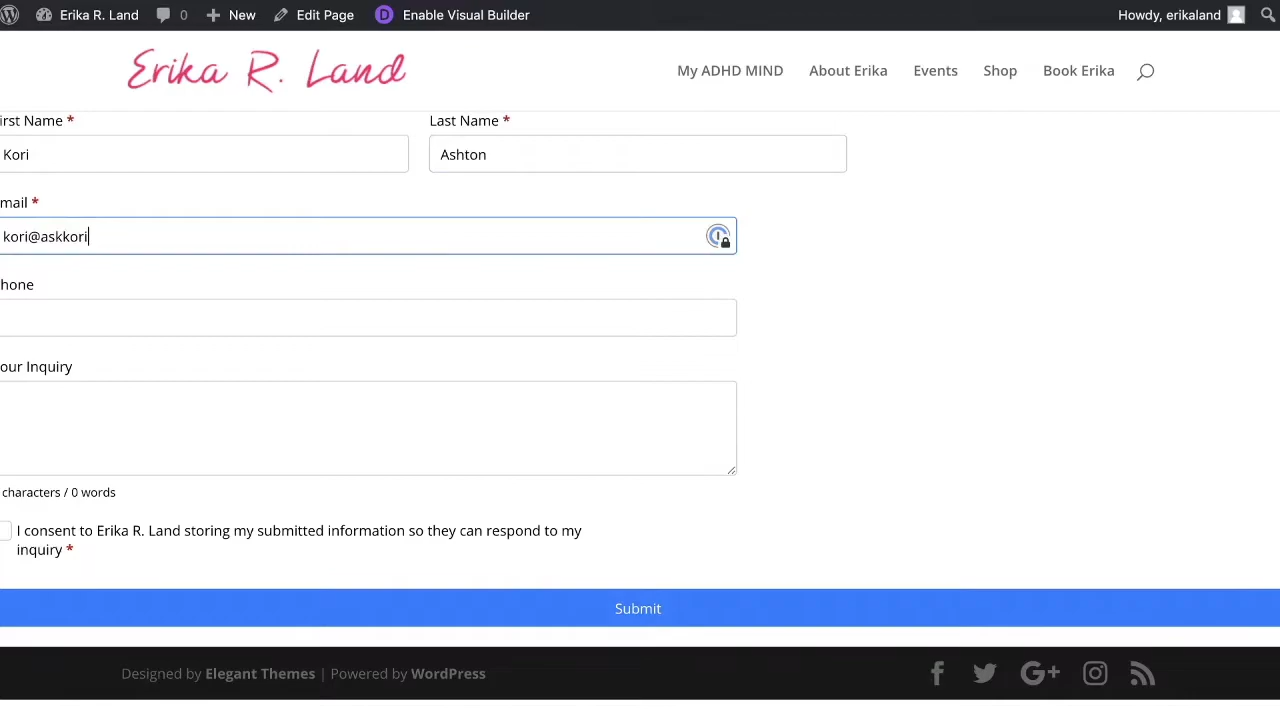 Erika R. Land 0 New Edit Page D Enable Visual Builder Howdy, erikaland
Erika R. Land
My ADHD MIND About Erika Events Shop Book Erika
irst Name * Last Name *
Kori Ashton
mail *
kori@askkori
hone
our Inquiry
characters / 0 words
I consent to Erika R. Land storing my submitted information so they can respond to my
inquiry *
Submit
Designed by Elegant Themes | Powered by WordPress